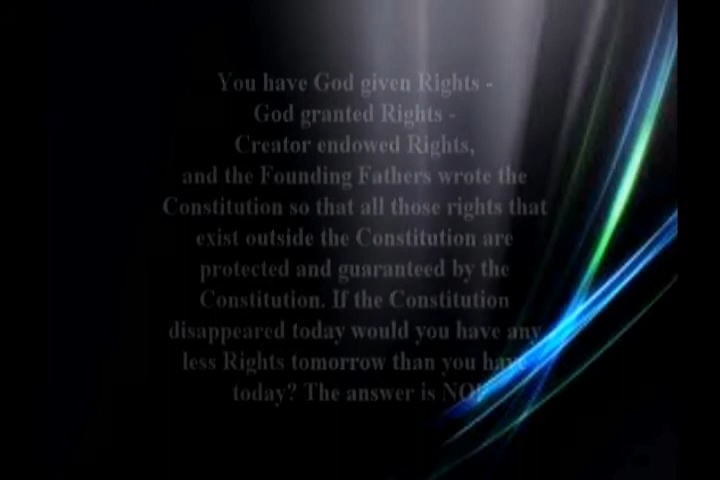 You have God given Rights -
God granted Rights -
Creator endowed Rights,
and the Founding Fathers wrote the
Constitution so that all those rights that
exist outside the Constitution are
protected and guaranteed by the
Constitution. If the Constitution
disappeared today would you have any
less Rights tomorrow than you have
today? The answer is NO!